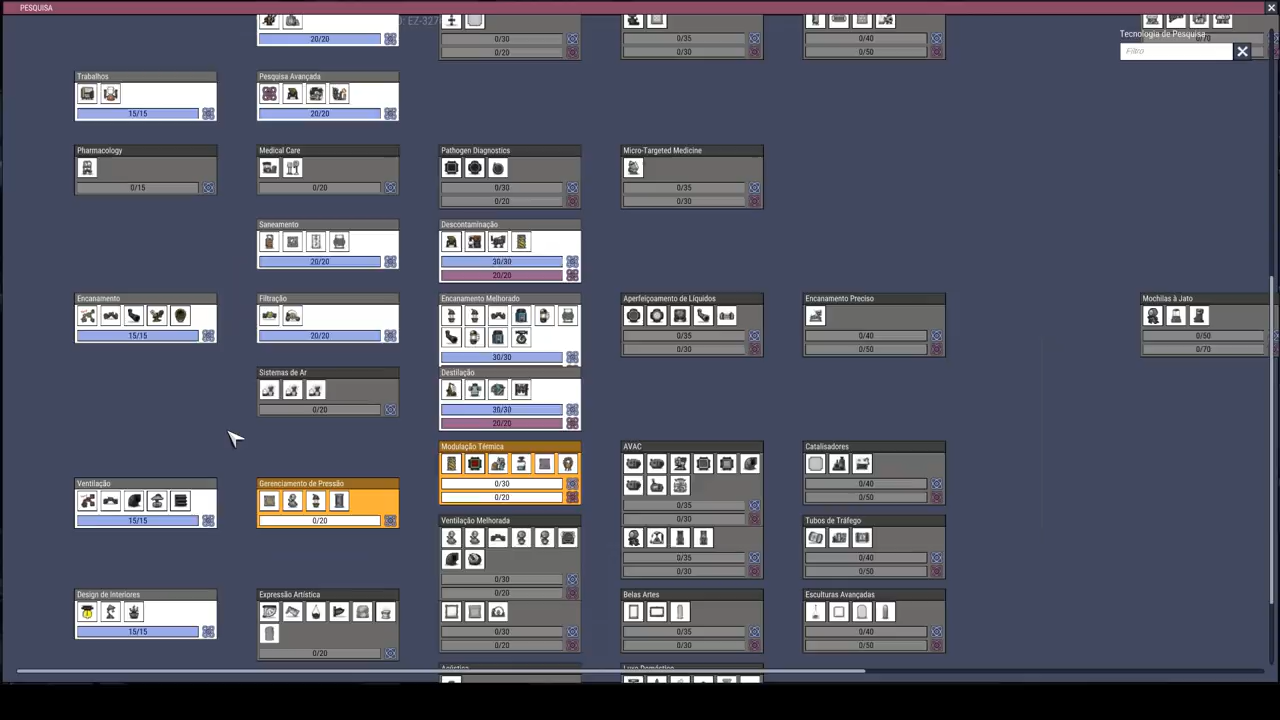 PESQUISA
ID: EZ-327
20/20
0/30
0/20
0/35
0/30
0/40
0/50
0/70
Tecnologia de Pesquisa
Filtro
Trabalhos
15/15
Pesquisa Avançada
20/20
Pharmacology
0/15
Medical Care
0/20
Pathogen Diagnostics
0/30
0/20
Micro-Targeted Medicine
0/35
0/30
Saneamento
20/20
Descontaminação
30/30
20/20
Encanamento
15/15
Filtração
20/20
Encanamento Melhorado
30/30
Aperfeiçoamento de Líquidos
0/35
0/30
Encanamento Preciso
0/40
0/50
Mochilas à Jato
0/50
0/70
Sistemas de Ar
0/20
Destilação
30/30
20/20
Modulação Térmica
0/30
0/20
AVAC
0/35
0/30
Catalisadores
0/40
0/50
Ventilação
15/15
Gerenciamento de Pressão
0/20
Ventilação Melhorada
0/30
0/20
0/35
0/30
Tubos de Tráfego
0/40
0/50
Design de Interiores
15/15
Expressão Artística
0/20
0/30
0/20
Belas Artes
0/35
0/30
Esculturas Avançadas
0/40
0/50
Acústica
Luxo Doméstico